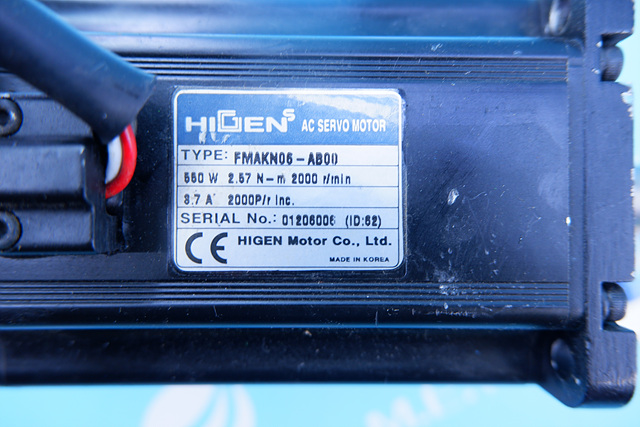 HIGEN S AC SERVO MOTOR
TYPE: FMAKN06-AB00
550 W 2.57 N-m 2000 r/min
3.7 A 2000P/r Inc.
SERIAL No.: 01206006 (ID:62)
CE HIGEN Motor Co., Ltd.
MADE IN KOREA